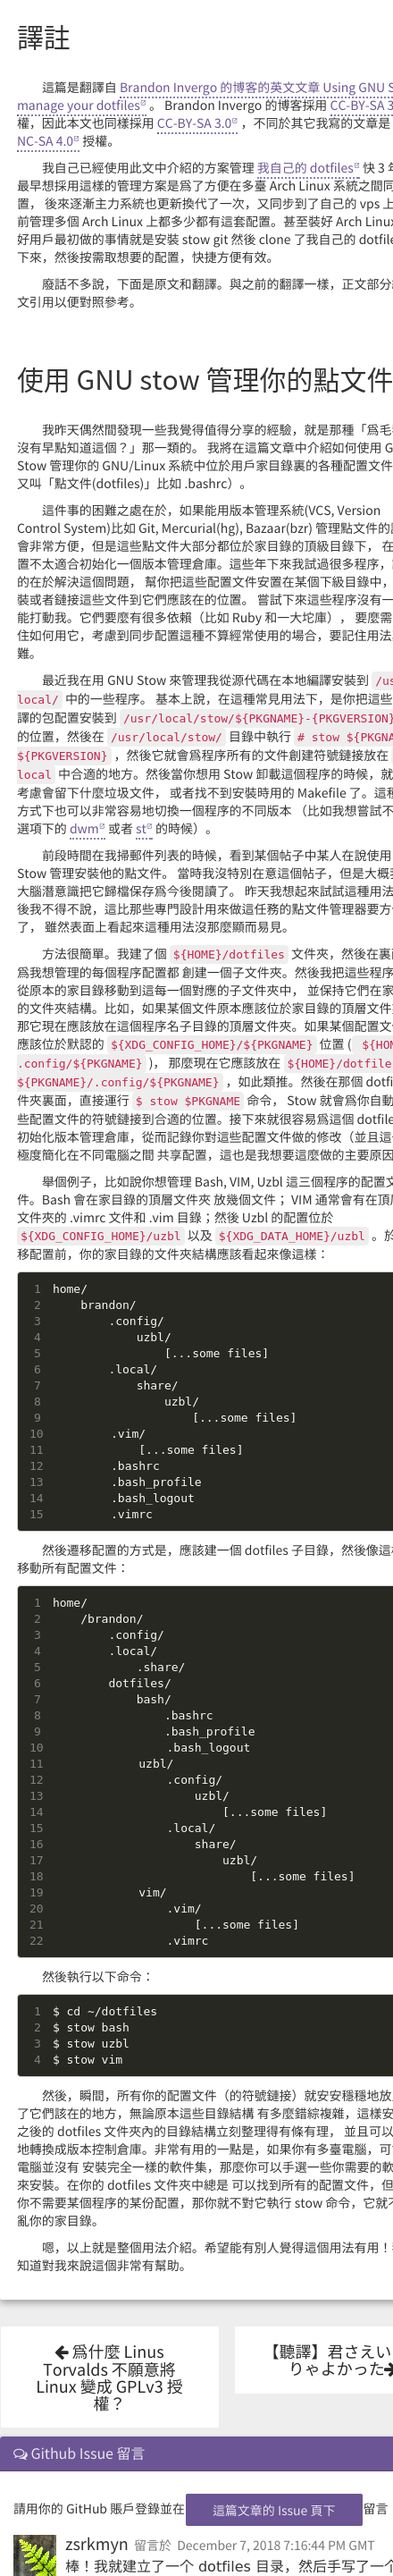 譯註
這篇是翻譯自 Brandon Invergo 的博客的英文文章 Using GNU S
manage your dotfiles 。 Brandon Invergo 的博客採用 CC-BY-SA 3
權，因此本文也同樣採用 CC-BY-SA 3.0 ，不同於其它我寫的文章是
NC-SA 4.0 授權。
我自己已經使用此文中介紹的方案管理 我自己的 dotfiles 快 3 年
最早想採用這樣的管理方案是爲了方便在多臺 Arch Linux 系統之間同
置， 後來逐漸主力系統也更新換代了一次，又同步到了自己的 vps 上
前管理多個 Arch Linux 上都多少都有這套配置。甚至裝好 Arch Linux
好用戶最初做的事情就是安裝 stow git 然後 clone 了我自己的 dotfile
下來，然後按需取想要的配置，快捷方便有效。
廢話不多說，下面是原文和翻譯。與之前的翻譯一樣，正文部分
文引用以便對照參考。
使用 GNU stow 管理你的點文件
我昨天偶然間發現一些我覺得值得分享的經驗，就是那種「爲毛
沒有早點知道這個？」那一類的。 我將在這篇文章中介紹如何使用 G
Stow 管理你的 GNU/Linux 系統中位於用戶家目錄裏的各種配置文件
又叫「點文件(dotfiles)」比如 .bashrc）。
這件事的困難之處在於，如果能用版本管理系統(VCS, Version
Control System)比如 Git, Mercurial(hg), Bazaar(bzr) 管理點文件的
會非常方便，但是這些點文件大部分都位於家目錄的頂級目錄下， 在
置不太適合初始化一個版本管理倉庫。這些年下來我試過很多程序，
的在於解決這個問題， 幫你把這些配置文件安置在某個下級目錄中，
裝或者鏈接這些文件到它們應該在的位置。 嘗試下來這些程序沒有一
能打動我。它們要麼有很多依賴（比如 Ruby 和一大坨庫）， 要麼需
住如何用它，考慮到同步配置這種不算經常使用的場合，要記住用法
難。
最近我在用 GNU Stow 來管理我從源代碼在本地編譯安裝到 /us
local/ 中的一些程序。 基本上說，在這種常見用法下，是你把這些
譯的包配置安裝到 /usr/local/stow/${PKGNAME}-{PKGVERSION}
的位置，然後在 /usr/local/stow/ 目錄中執行 # stow ${PKGNA
${PKGVERSION} ，然後它就會爲程序所有的文件創建符號鏈接放在
local 中合適的地方。然後當你想用 Stow 卸載這個程序的時候，就
考慮會留下什麼垃圾文件， 或者找不到安裝時用的 Makefile 了。這種
方式下也可以非常容易地切換一個程序的不同版本 （比如我想嘗試不
選項下的 dwm 或者 st 的時候）。
前段時間在我掃郵件列表的時候，看到某個帖子中某人在說使用
Stow 管理安裝他的點文件。 當時我沒特別在意這個帖子，但是大概我
大腦潛意識把它歸檔保存爲今後閱讀了。 昨天我想起來試試這種用法
後我不得不說，這比那些專門設計用來做這任務的點文件管理器要方
了， 雖然表面上看起來這種用法沒那麼顯而易見。
方法很簡單。我建了個 ${HOME}/dotfiles 文件夾，然後在裏
爲我想管理的每個程序配置都 創建一個子文件夾。然後我把這些程序
從原本的家目錄移動到這每一個對應的子文件夾中， 並保持它們在家
的文件夾結構。比如，如果某個文件原本應該位於家目錄的頂層文件
那它現在應該放在這個程序名子目錄的頂層文件夾。如果某個配置文
應該位於默認的 ${XDG_CONFIG_HOME}/${PKGNAME} 位置 ( ${HOM
.config/${PKGNAME} )， 那麼現在它應該放在 ${HOME}/dotfile
${PKGNAME}/.config/${PKGNAME} ，如此類推。然後在那個 dotfi
件夾裏面，直接運行 $ stow $PKGNAME 命令， Stow 就會爲你自動
些配置文件的符號鏈接到合適的位置。接下來就很容易爲這個 dotfile
初始化版本管理倉庫，從而記錄你對這些配置文件做的修改（並且這
極度簡化在不同電腦之間 共享配置，這也是我想要這麼做的主要原因
舉個例子，比如說你想管理 Bash, VIM, Uzbl 這三個程序的配置文
件。Bash 會在家目錄的頂層文件夾 放幾個文件； VIM 通常會有在頂
文件夾的 .vimrc 文件和 .vim 目錄；然後 Uzbl 的配置位於
${XDG_CONFIG_HOME}/uzbl 以及 ${XDG_DATA_HOME}/uzbl 。於
移配置前，你的家目錄的文件夾結構應該看起來像這樣：
1 home/
2 brandon/
3 .config/
4 uzbl/
5 [...some files]
6 .local/
7 share/
8 uzbl/
9 [...some files]
10 .vim/
11 [...some files]
12 .bashrc
13 .bash_profile
14 .bash_logout
15 .vimrc
然後遷移配置的方式是，應該建一個 dotfiles 子目錄，然後像這
移動所有配置文件：
1 home/
2 /brandon/
3 .config/
4 .local/
5 .share/
6 dotfiles/
7 bash/
8 .bashrc
9 .bash_profile
10 .bash_logout
11 uzbl/
12 .config/
13 uzbl/
14 [...some files]
15 .local/
16 share/
17 uzbl/
18 [...some files]
19 vim/
20 .vim/
21 [...some files]
22 .vimrc
然後執行以下命令：
1 $ cd ~/dotfiles
2 $ stow bash
3 $ stow uzbl
4 $ stow vim
然後，瞬間，所有你的配置文件（的符號鏈接）就安安穩穩地放
了它們該在的地方，無論原本這些目錄結構 有多麼錯綜複雜，這樣安
之後的 dotfiles 文件夾內的目錄結構立刻整理得有條有理， 並且可以
地轉換成版本控制倉庫。非常有用的一點是，如果你有多臺電腦，可
電腦並沒有 安裝完全一樣的軟件集，那麼你可以手選一些你需要的軟
來安裝。在你的 dotfiles 文件夾中總是 可以找到所有的配置文件，但
你不需要某個程序的某份配置，那你就不對它執行 stow 命令，它就不
亂你的家目錄。
嗯，以上就是整個用法介紹。希望能有別人覺得這個用法有用！
知道對我來說這個非常有幫助。
爲什麼 Linus
Torvalds 不願意將
Linux 變成 GPLv3 授
權？
【聽譯】君さえい
りゃよかった
Github Issue 留言
請用你的 GitHub 賬戶登錄並在 這篇文章的 Issue 頁下 留言
zsrkmyn 留言於 December 7, 2018 7:16:44 PM GMT
棒！我就建立了一个 dotfiles 目录，然后手写了一个